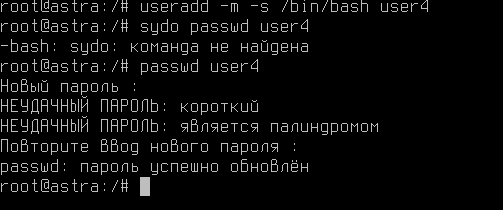 root@astra:/# useradd -m -s /bin/bash user4
root@astra:/# sydo passwd user4
-bash: sydo: команда не найдена
root@astra:/# passwd user4
Новый пароль :
НЕУДАЧНЫЙ ПАРОЛЬ: короткий
НЕУДАЧНЫЙ ПАРОЛЬ: является палиндромом
Повторите ввод нового пароля :
passwd: пароль успешно обновлён
root@astra:/#